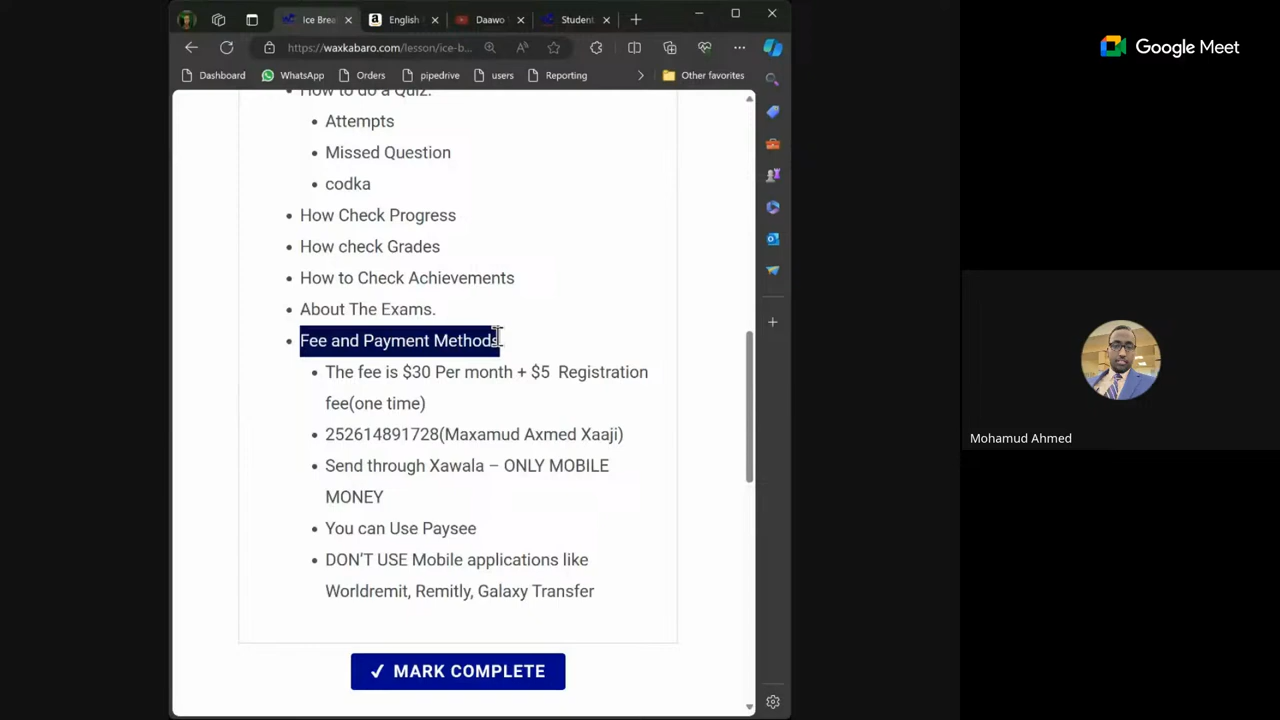 Ice Brea
English
Daawo
Student
https://waxkabaro.com/lesson/ice-b...
Dashboard
WhatsApp
Orders
pipedrive
users
Reporting
Other favorites
How to do a Quiz.
Attempts
Missed Question
codka
How Check Progress
How check Grades
How to Check Achievements
About The Exams.
Fee and Payment Methods
The fee is $30 Per month + $5 Registration
fee(one time)
252614891728(Maxamud Axmed Xaaji)
Send through Xawala – ONLY MOBILE
MONEY
You can Use Paysee
DON'T USE Mobile applications like
Worldremit, Remitly, Galaxy Transfer
✓ MARK COMPLETE
Google Meet
Mohamud Ahmed